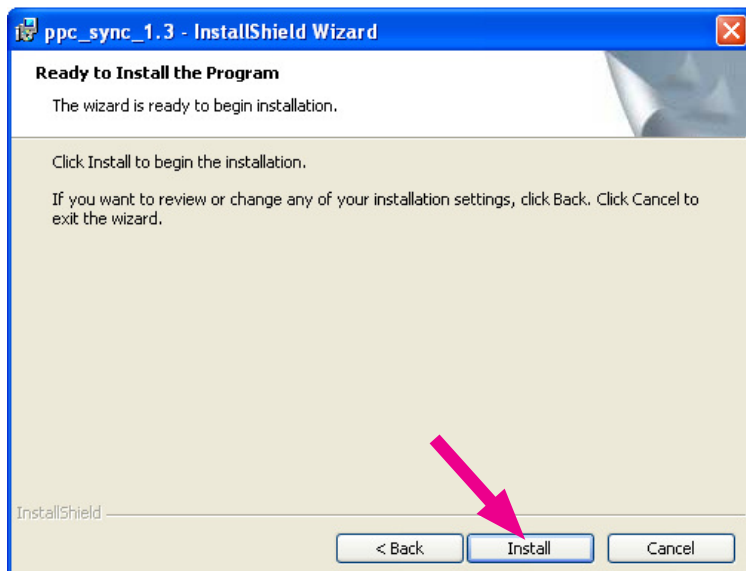 ppc_sync_1.3 - InstallShield Wizard
Ready to Install the Program
The wizard is ready to begin installation.
Click Install to begin the installation.
If you want to review or change any of your installation settings, click Back. Click Cancel to
exit the wizard.
InstallShield
< Back Install Cancel